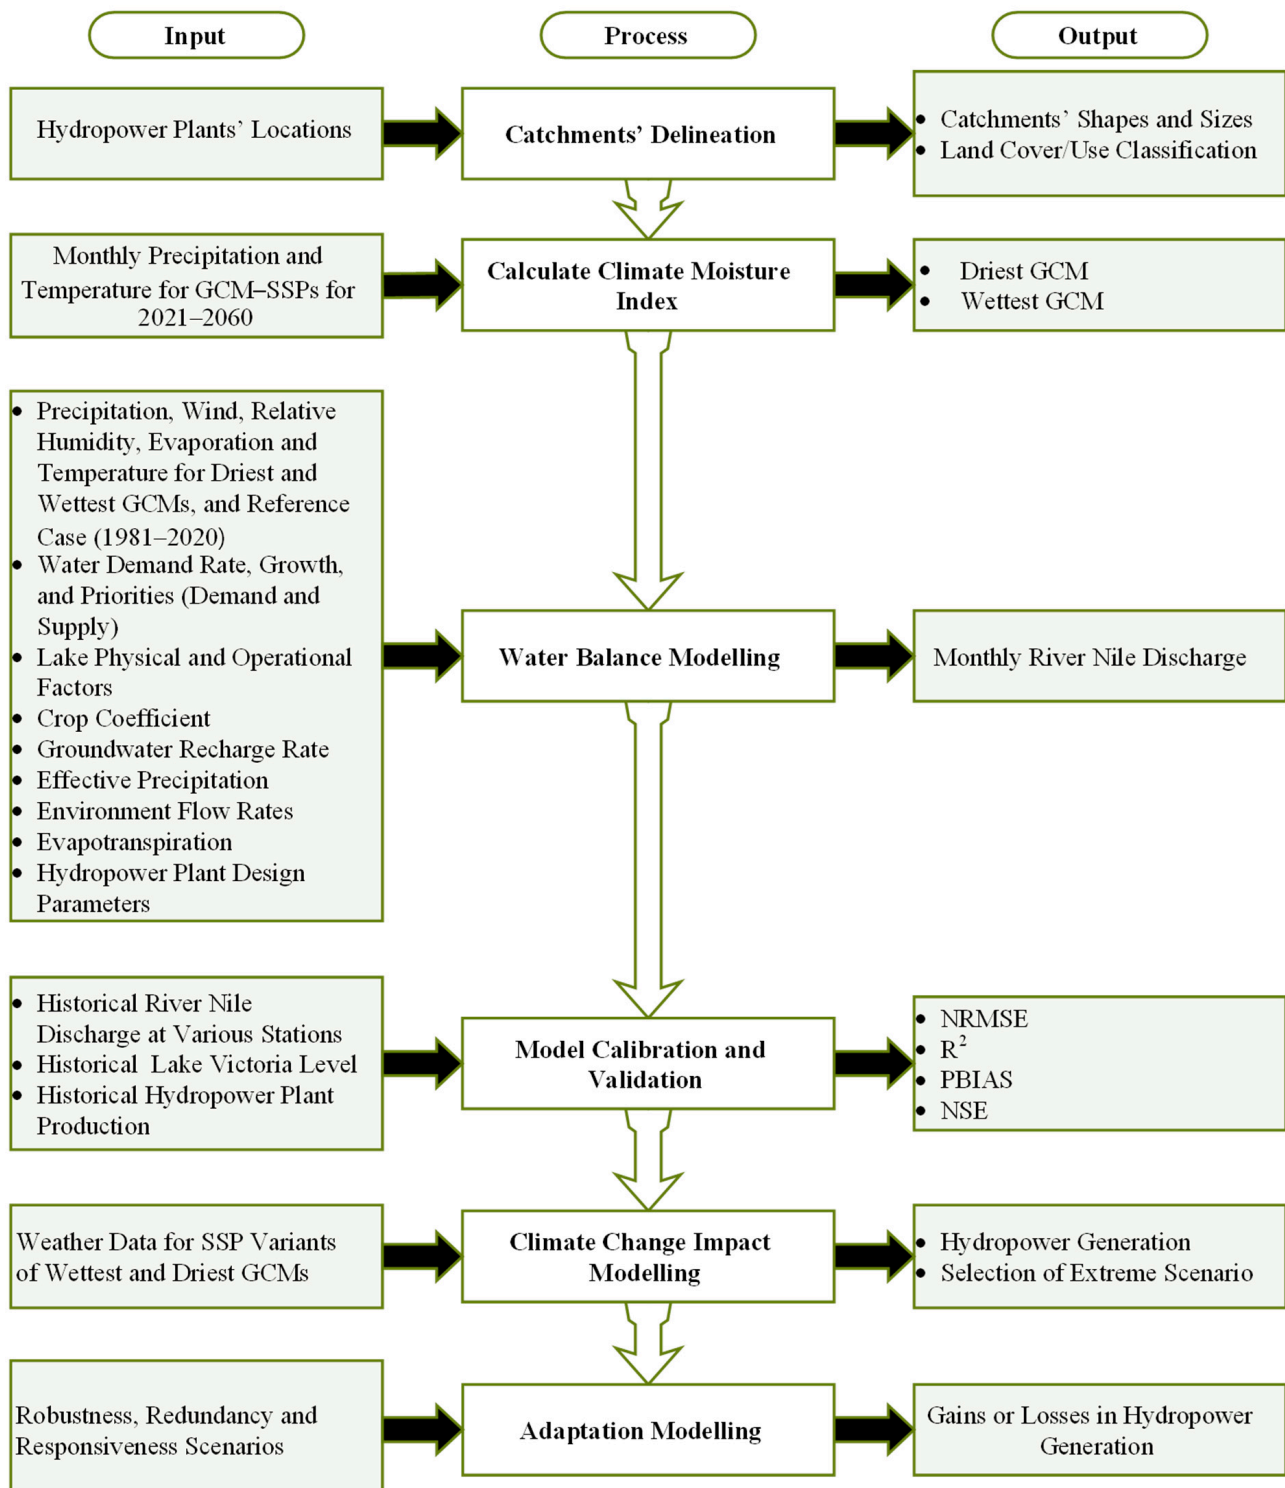 Input
Process
Output
Hydropower Plants’ Locations
Catchments’ Delineation
• Catchments’ Shapes and Sizes
• Land Cover/Use Classification
Monthly Precipitation and
Temperature for GCM–SSPs for
2021–2060
Calculate Climate Moisture
Index
• Driest GCM
• Wettest GCM
• Precipitation, Wind, Relative
Humidity, Evaporation and
Temperature for Driest and
Wettest GCMs, and Reference
Case (1981–2020)
• Water Demand Rate, Growth,
and Priorities (Demand and
Supply)
• Lake Physical and Operational
Factors
• Crop Coefficient
• Groundwater Recharge Rate
• Effective Precipitation
• Environment Flow Rates
• Evapotranspiration
• Hydropower Plant Design
Parameters
Water Balance Modelling
Monthly River Nile Discharge
• Historical River Nile
Discharge at Various Stations
• Historical Lake Victoria Level
• Historical Hydropower Plant
Production
Model Calibration and
Validation
• NRMSE
• R²
• PBIAS
• NSE
Weather Data for SSP Variants
of Wettest and Driest GCMs
Climate Change Impact
Modelling
• Hydropower Generation
• Selection of Extreme Scenario
Robustness, Redundancy and
Responsiveness Scenarios
Adaptation Modelling
Gains or Losses in Hydropower
Generation